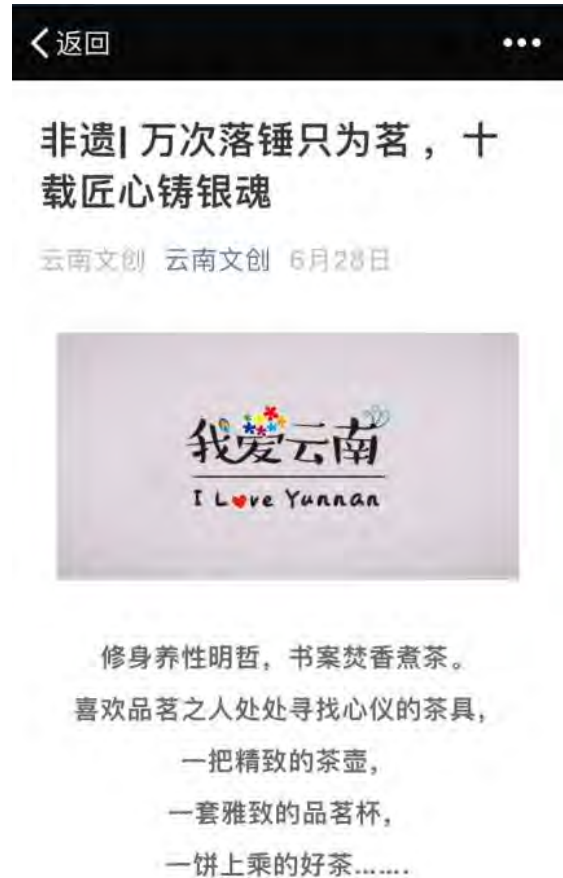 返回
非遗| 万次落锤只为茗，十
载匠心铸银魂
云南文创 云南文创 6月28日
我爱云南
I Love Yunnan
修身养性明哲，书案焚香煮茶。
喜欢品茗之人处处寻找心仪的茶具，
一把精致的茶壶，
一套雅致的品茗杯，
一饼上乘的好茶.......